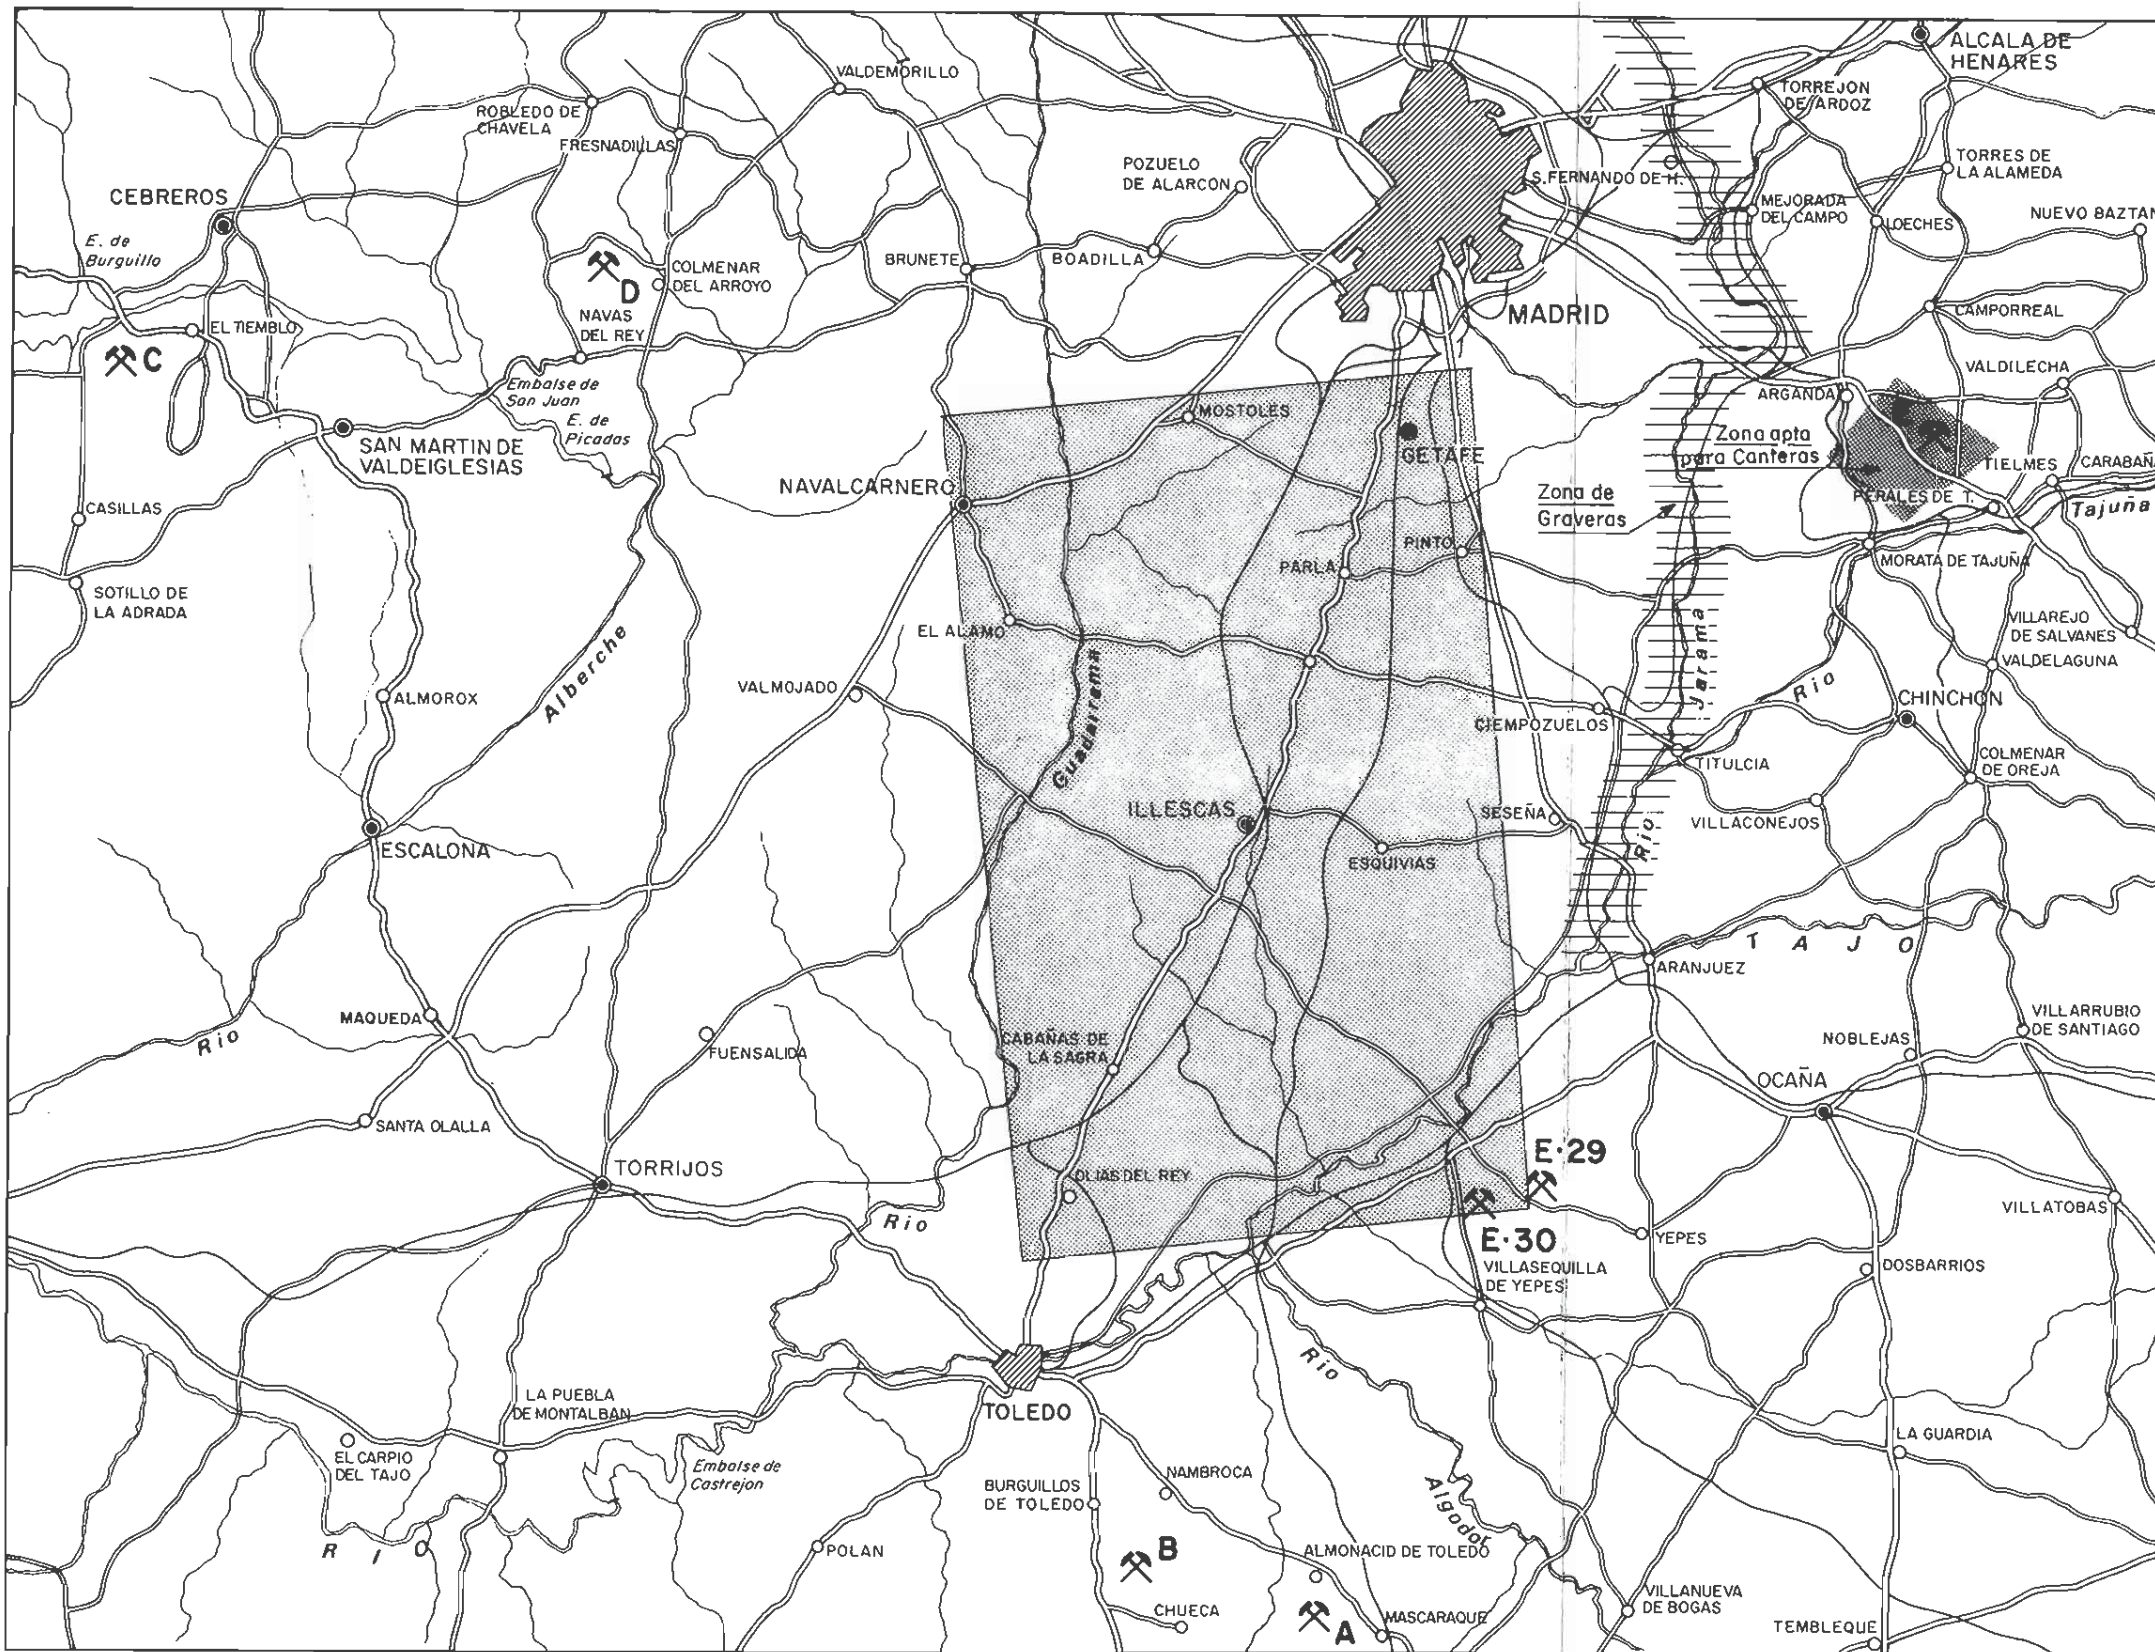 ALCALA DE
HENARES
VALDEMORILLO
TORREJON
DE ARDOZ
ROBLEDO DE
CHAVELA
FRESNADILLAS
POZUELO
DE ALARCON
TORRES DE
LA ALAMEDA
S. FERNANDO DE H.
CEBREROS
MEJORADA
DEL CAMPO
LOECHES
NUEVO BAZTAN
E. de
Burguillo
BRUNETE
BOADILLA
COLMENAR
DEL ARROYO
D
NAVAS
DEL REY
MADRID
CAMPORREAL
EL TIEMBLO
C
VALDILECHA
Embalse de
San Juan
ARGANDA
E. de
Picadas
MOSTOLES
GETAFE
Zona apta
para Canteras
SAN MARTIN DE
VALDEIGLESIAS
TIELMES
CARABAÑ
NAVALCARNERO
PERALES DE T.
Zona de
Graveras
Tajuña
CASILLAS
PINTO
PARLA
MORATA DE TAJUÑA
SOTILLO DE
LA ADRADA
EL ALAMO
VILLAREJO
DE SALVANES
VALDELAGUNA
Alberche
Guadarrama
Jarama
Rio
VALMOJADO
ALMOROX
CHINCHON
CIEMPOZUELOS
TITULCIA
COLMENAR
DE OREJA
ILLESCAS
SESEÑA
VILLACONEJOS
Rio
ESCALONA
ESQUIVIAS
TAJO
ARANJUEZ
MAQUEDA
Rio
FUENSALIDA
CABAÑAS DE
LA SAGRA
VILLARRUBIO
DE SANTIAGO
NOBLEJAS
OCAÑA
SANTA OLALLA
TORRIJOS
E·29
OLIAS DEL REY
VILLATOBAS
Rio
E·30
YEPES
VILLASEQUILLA
DE YEPES
DOSBARRIOS
Rio
LA PUEBLA
DE MONTALBAN
TOLEDO
LA GUARDIA
EL CARPIO
DEL TAJO
Embalse de
Castrejon
NAMBROCA
BURGUILLOS
DE TOLEDO
Algodor
RIO
POLAN
B
ALMONACID DE TOLEDO
VILLANUEVA
DE BOGAS
CHUECA
A
MASCARAQUE
TEMBLEQUE